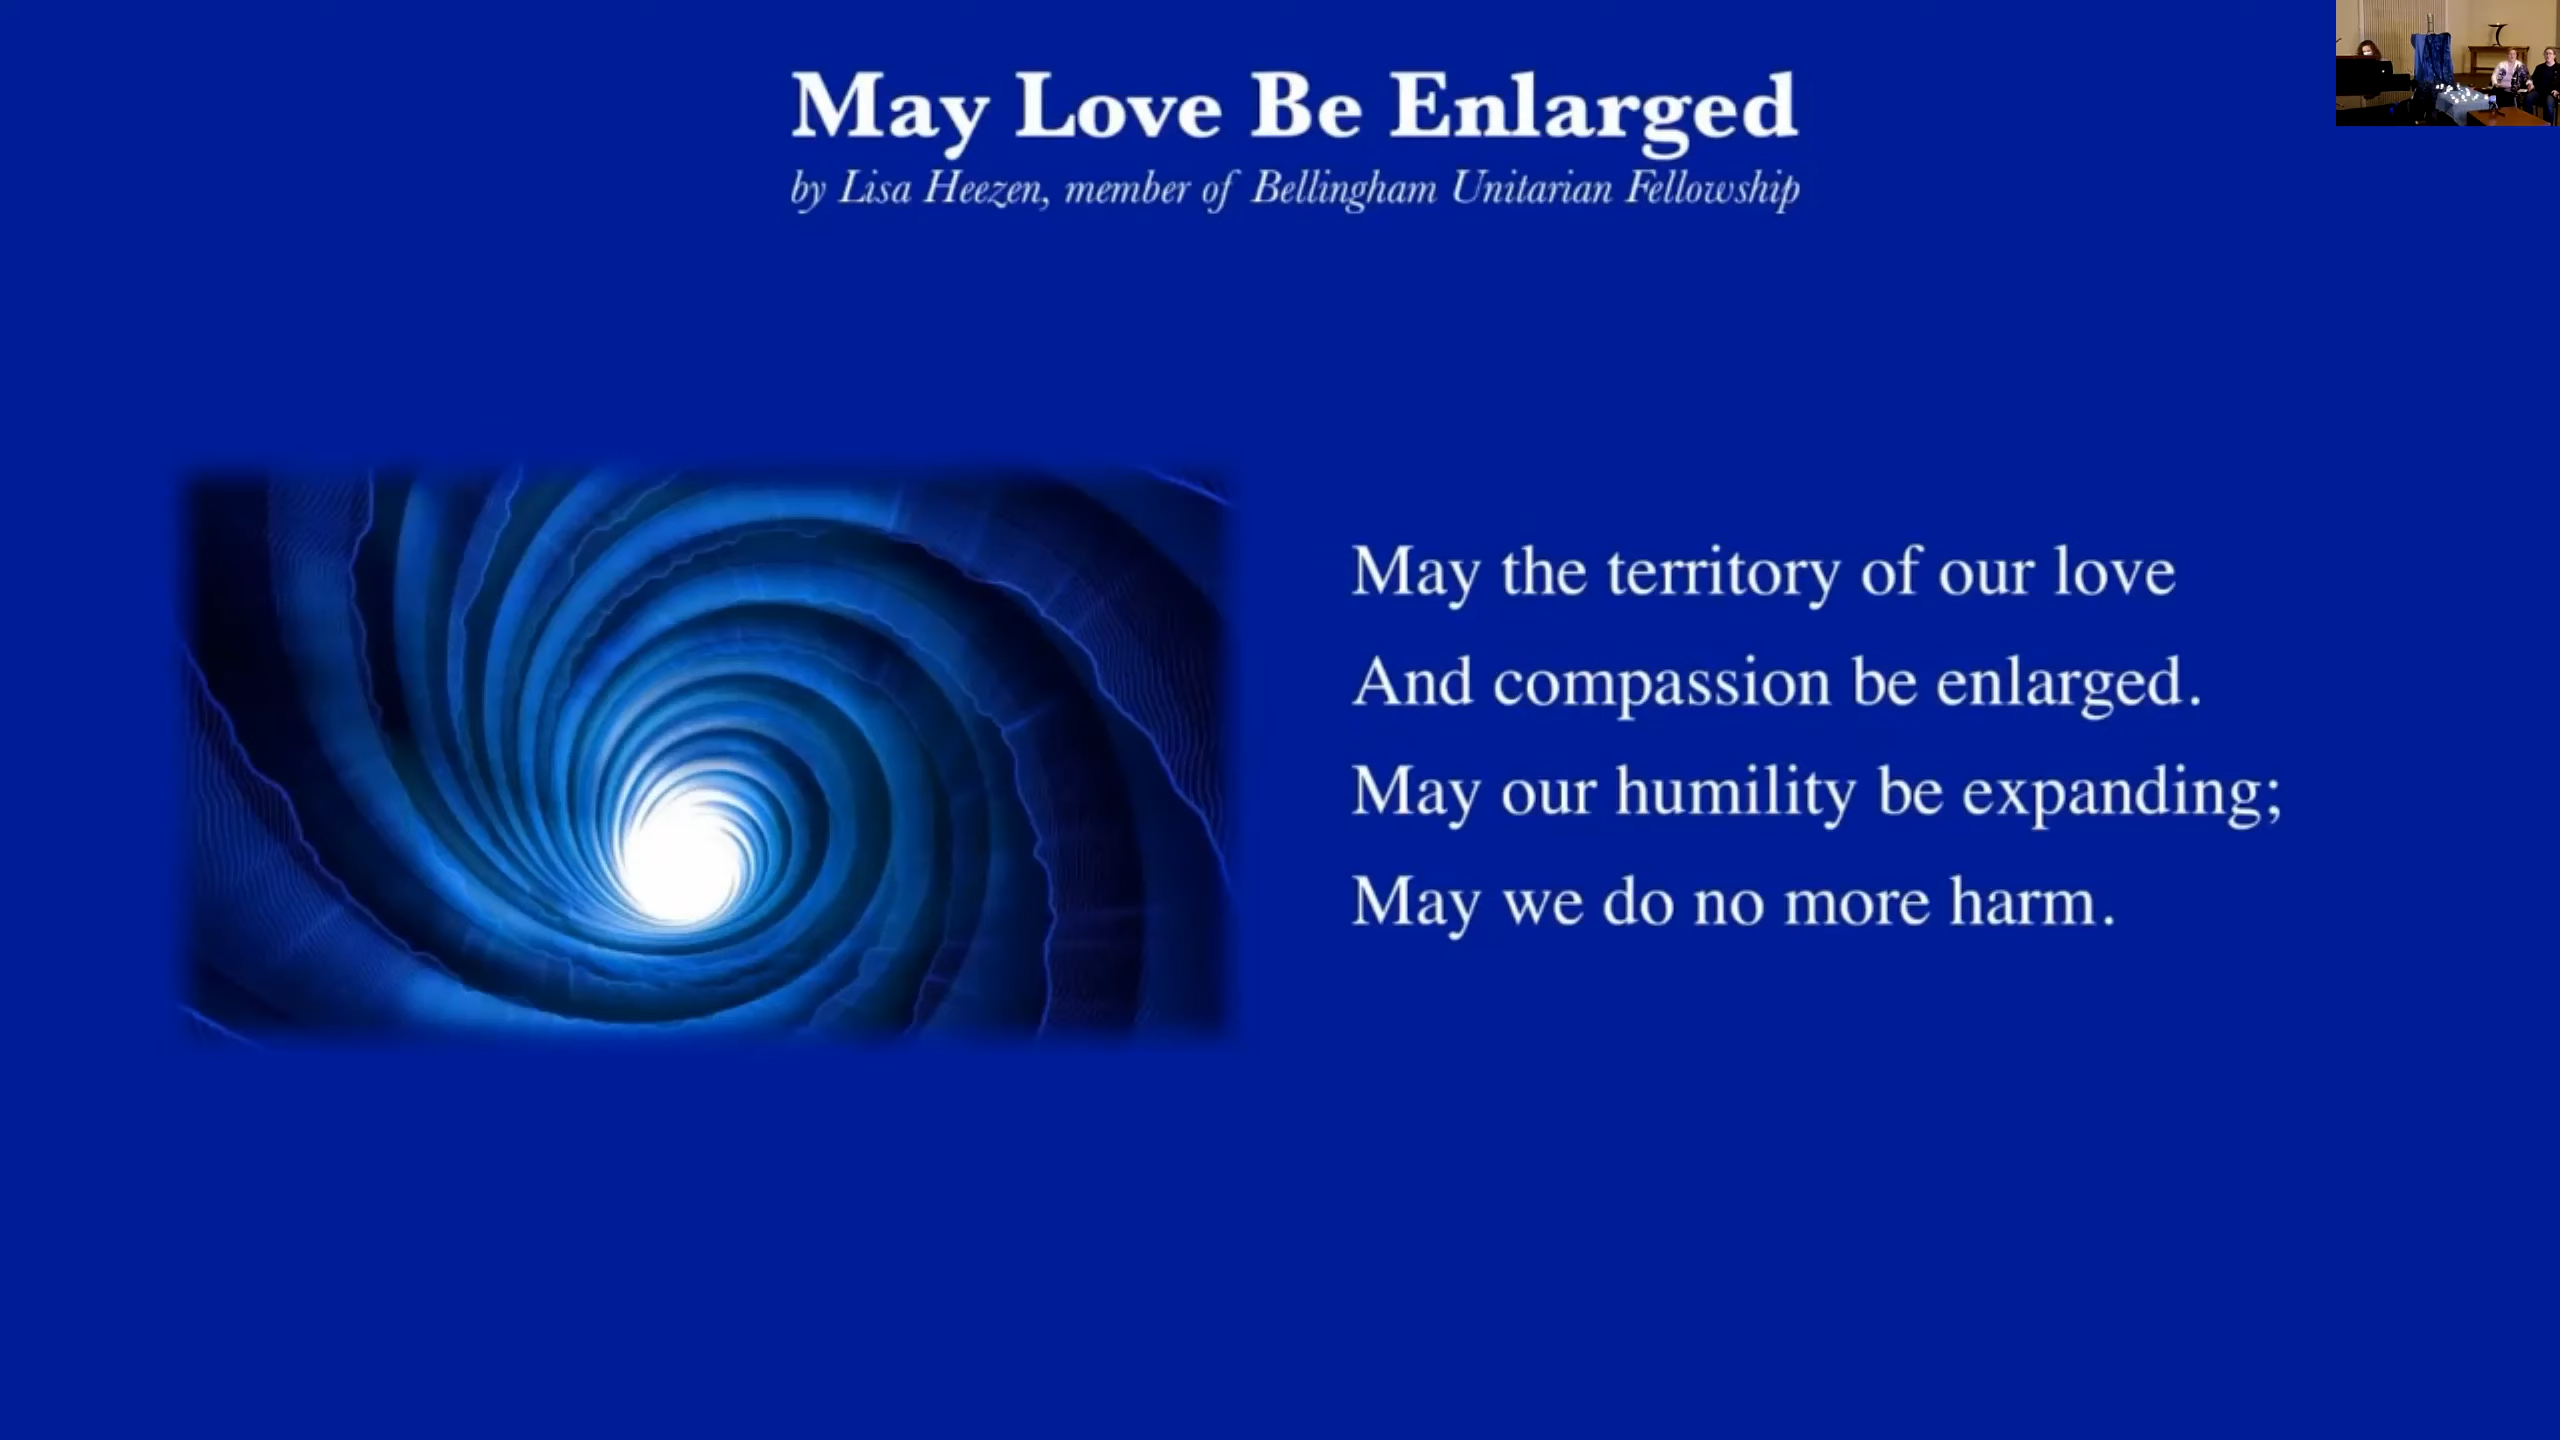 May Love Be Enlarged
by Lisa Heezen, member of Bellingham Unitarian Fellowship
May the territory of our love
And compassion be enlarged.
May our humility be expanding;
May we do no more harm.